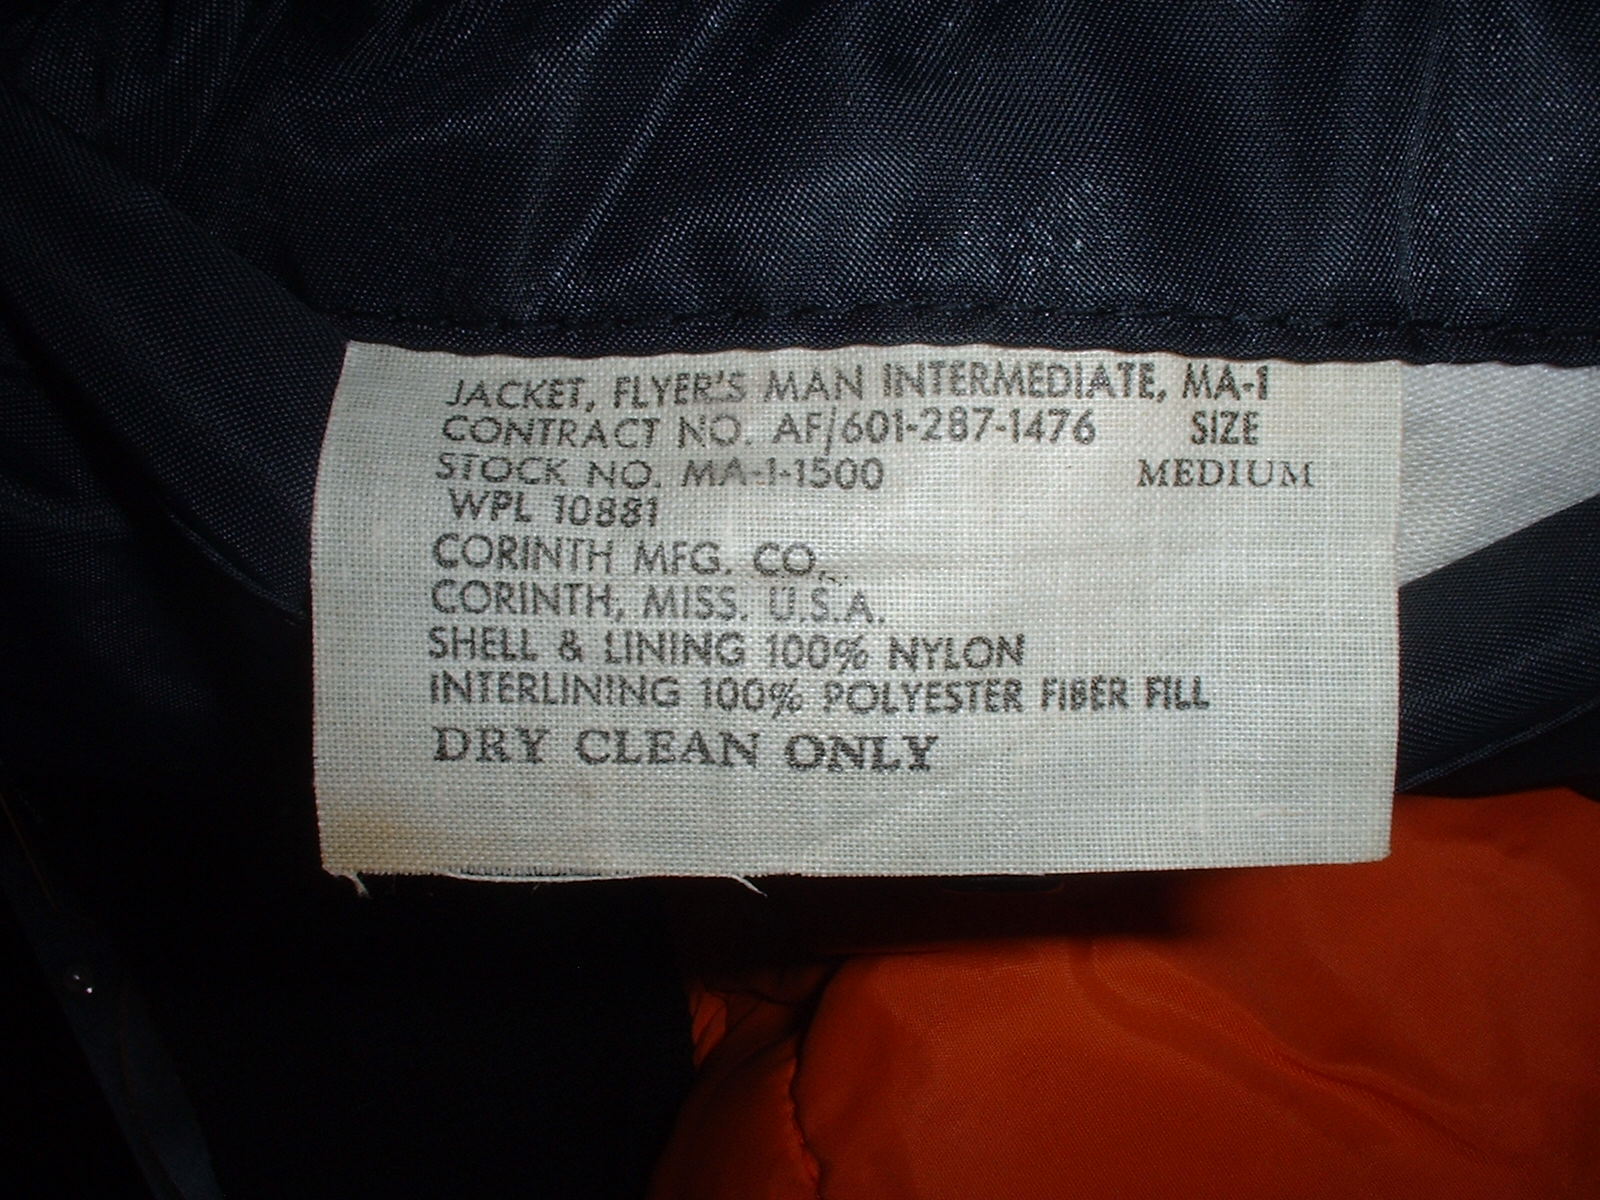 JACKET, FLYER'S MAN INTERMEDIATE, MA-1
CONTRACT NO. AF/601-287-1476 SIZE
STOCK NO. MA-1-1500 MEDIUM
WPL 10881
CORINTH MFG. CO.
CORINTH, MISS. U.S.A.
SHELL & LINING 100% NYLON
INTERLINING 100% POLYESTER FIBER FILL
DRY CLEAN ONLY